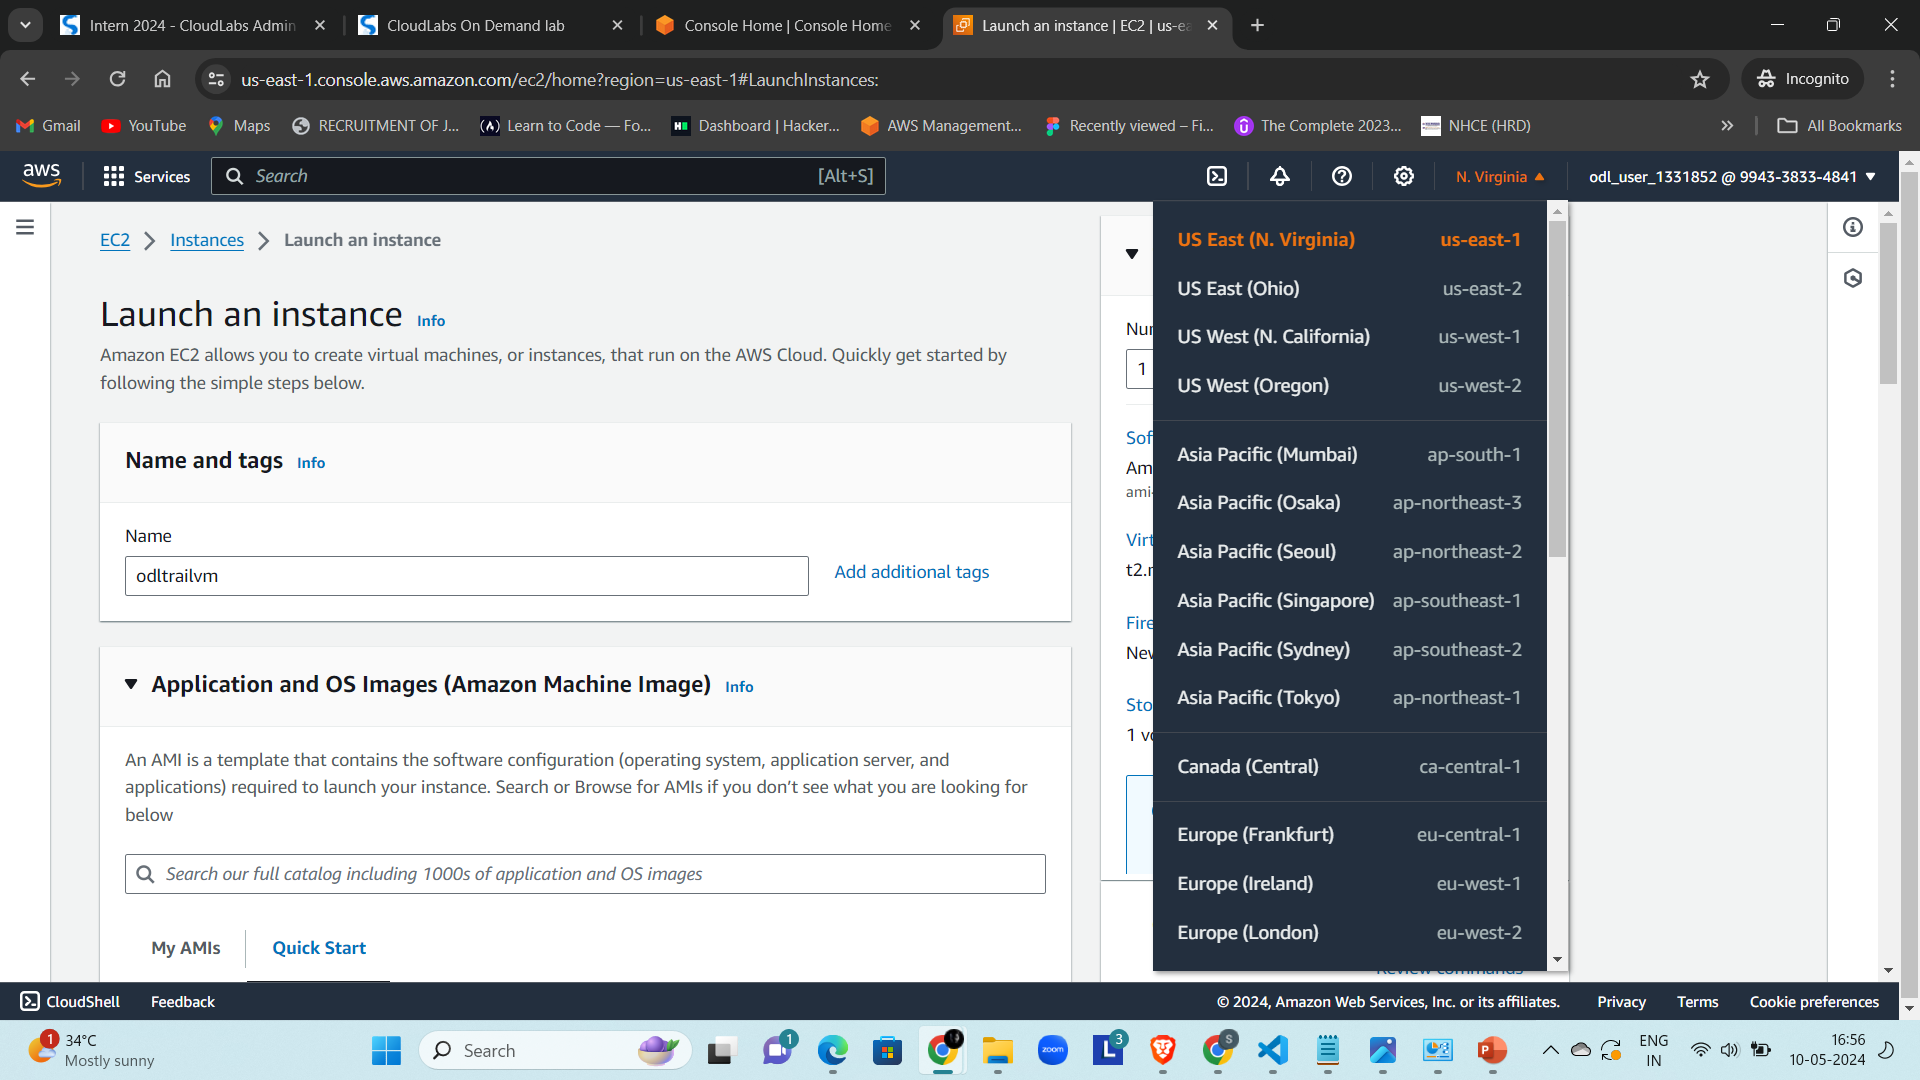 Intern 2024 - CloudLabs Admin
CloudLabs On Demand lab
Console Home | Console Home
Launch an instance | EC2 | us-ea
us-east-1.console.aws.amazon.com/ec2/home?region=us-east-1#LaunchInstances:
Incognito
Gmail
YouTube
Maps
RECRUITMENT OF J...
Learn to Code — Fo...
Dashboard | Hacker...
AWS Management...
Recently viewed – Fi...
The Complete 2023...
NHCE (HRD)
All Bookmarks
aws
Services
Search
[Alt+S]
N. Virginia
odl_user_1331852 @ 9943-3833-4841
EC2
Instances
Launch an instance
Launch an instance Info
Amazon EC2 allows you to create virtual machines, or instances, that run on the AWS Cloud. Quickly get started by
following the simple steps below.
Name and tags Info
Name
odltrailvm
Add additional tags
Application and OS Images (Amazon Machine Image) Info
An AMI is a template that contains the software configuration (operating system, application server, and
applications) required to launch your instance. Search or Browse for AMIs if you don’t see what you are looking for
below
Search our full catalog including 1000s of application and OS images
My AMIs
Quick Start
1
US East (N. Virginia) us-east-1
US East (Ohio) us-east-2
US West (N. California) us-west-1
US West (Oregon) us-west-2
Asia Pacific (Mumbai) ap-south-1
Asia Pacific (Osaka) ap-northeast-3
Asia Pacific (Seoul) ap-northeast-2
Asia Pacific (Singapore) ap-southeast-1
Asia Pacific (Sydney) ap-southeast-2
Asia Pacific (Tokyo) ap-northeast-1
Canada (Central) ca-central-1
Europe (Frankfurt) eu-central-1
Europe (Ireland) eu-west-1
Europe (London) eu-west-2
CloudShell
Feedback
© 2024, Amazon Web Services, Inc. or its affiliates.
Privacy
Terms
Cookie preferences
1
34°C
Mostly sunny
Search
1
zoom
L
3
S
P
ENG
IN
16:56
10-05-2024